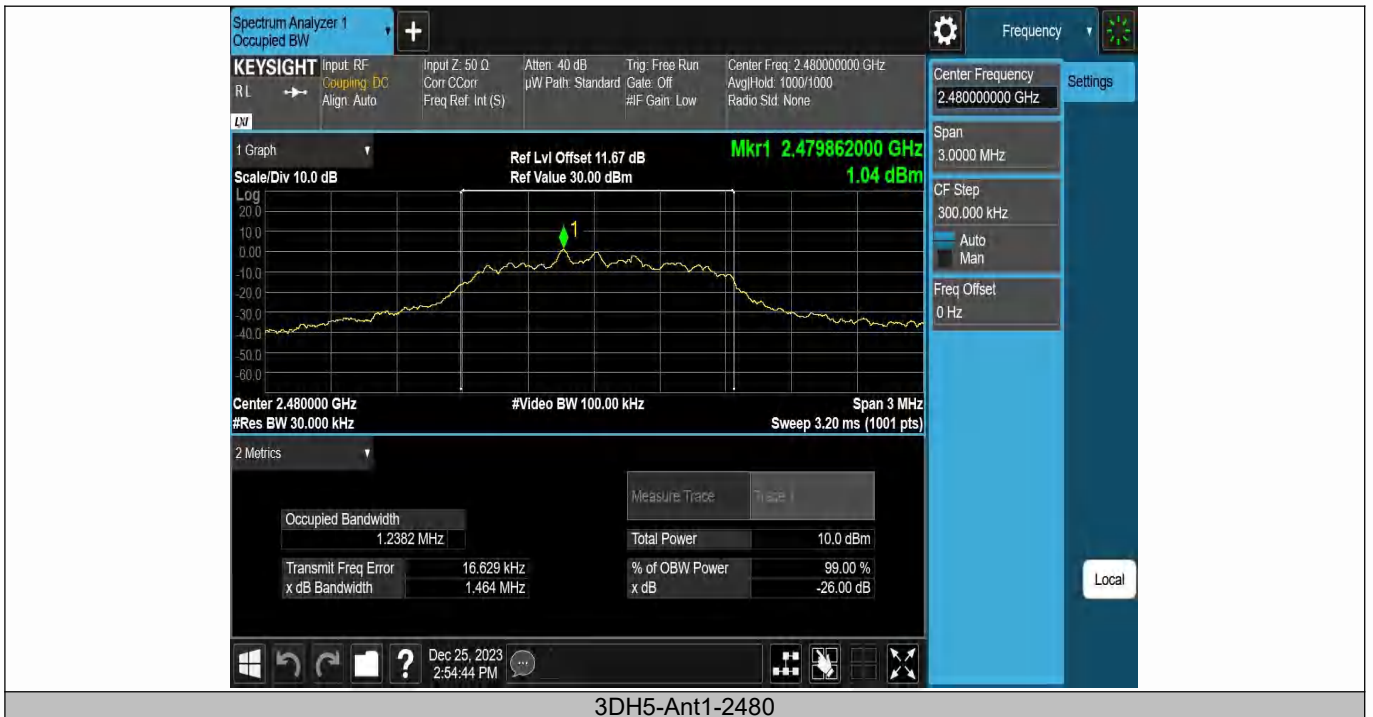 Spectrum Analyzer 1
Occupied BW
Frequency
KEYSIGHT
RL
LXI
Input: RF
Coupling: DC
Align: Auto
Input Z: 50 Ω
Corr CCorr
Freq Ref: Int (S)
Atten: 40 dB
µW Path: Standard
Trig: Free Run
Gate: Off
#IF Gain: Low
Center Freq: 2.480000000 GHz
Avg|Hold: 1000/1000
Radio Std: None
Center Frequency
2.480000000 GHz
Settings
Span
3.0000 MHz
CF Step
300.000 kHz
Auto
Man
Freq Offset
0 Hz
Local
1 Graph
Scale/Div 10.0 dB
Ref Lvl Offset 11.67 dB
Ref Value 30.00 dBm
Mkr1 2.479862000 GHz
1.04 dBm
Log
20.0
10.0
0.00
-10.0
-20.0
-30.0
-40.0
-50.0
-60.0
1
Center 2.480000 GHz
#Res BW 30.000 kHz
#Video BW 100.00 kHz
Span 3 MHz
Sweep 3.20 ms (1001 pts)
2 Metrics
Measure Trace Trace 1
Occupied Bandwidth
1.2382 MHz
Total Power 10.0 dBm
Transmit Freq Error 16.629 kHz
% of OBW Power 99.00 %
x dB Bandwidth 1.464 MHz
x dB -26.00 dB
?
Dec 25, 2023
2:54:44 PM
3DH5-Ant1-2480